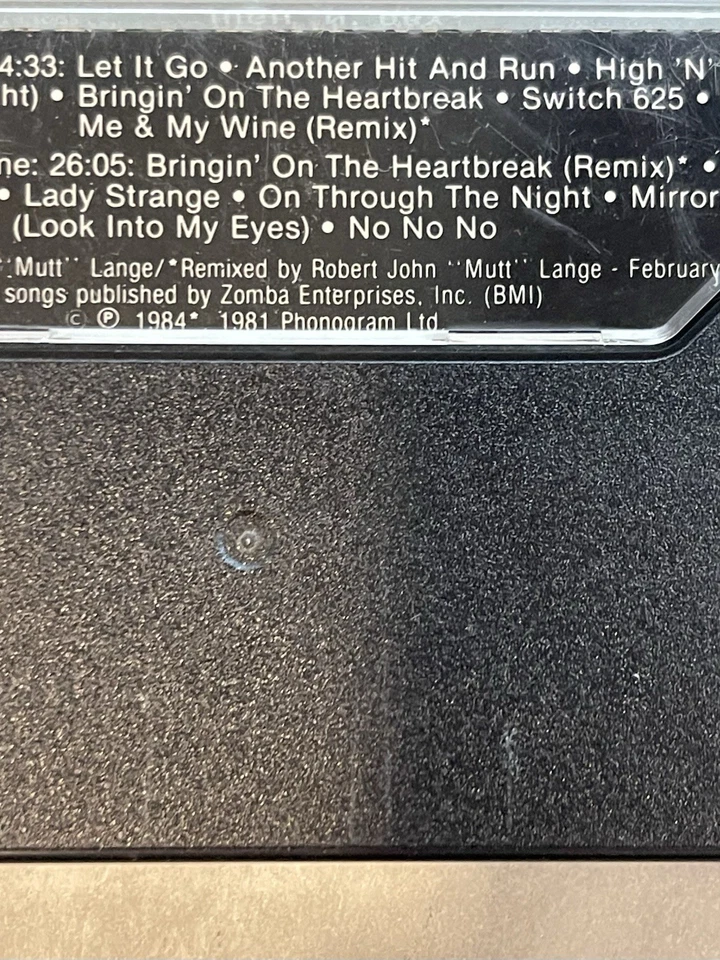 4:33: Let It Go • Another Hit And Run • High 'N'
ht) • Bringin' On The Heartbreak • Switch 625 •
Me & My Wine (Remix)*
me: 26:05: Bringin' On The Heartbreak (Remix)* •
• Lady Strange • On Through The Night • Mirror
(Look Into My Eyes) • No No No
"Mutt" Lange/*Remixed by Robert John "Mutt" Lange - February
songs published by Zomba Enterprises, Inc. (BMI)
© ℗ 1984* 1981 Phonogram Ltd